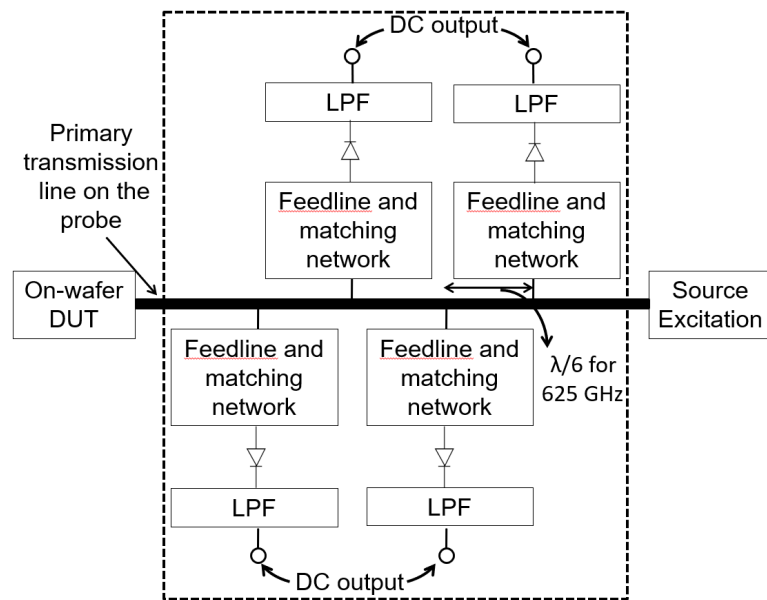 DC output
LPF
LPF
Primary
transmission
line on the
probe
Feedline and
matching
network
Feedline and
matching
network
On-wafer
DUT
Source
Excitation
Feedline and
matching
network
Feedline and
matching
network
λ/6 for
625 GHz
LPF
LPF
DC output